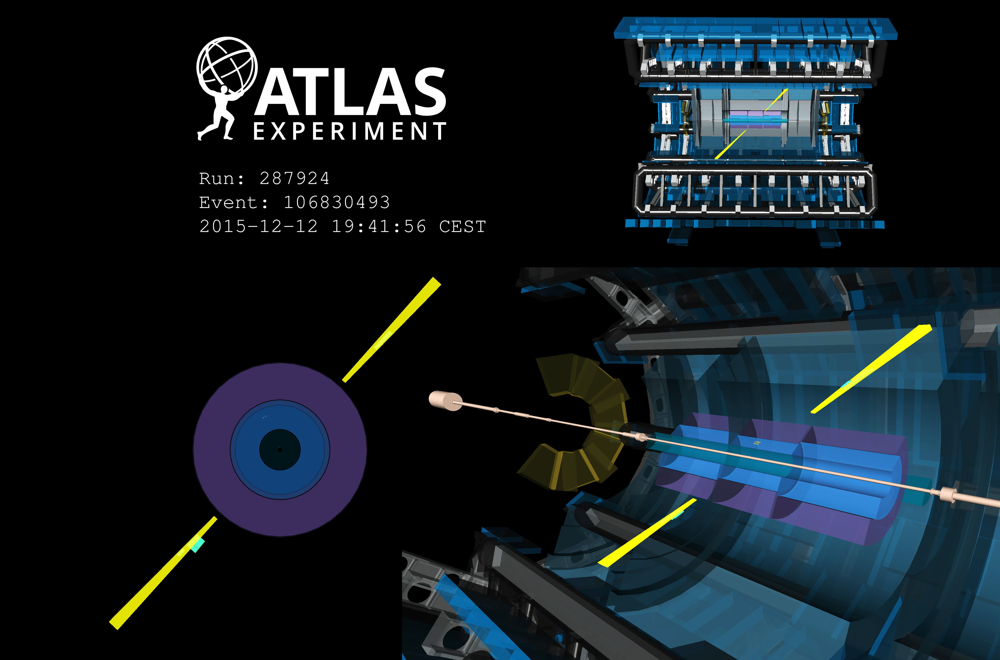 ATLAS
EXPERIMENT
Run: 287924
Event: 106830493
2015-12-12 19:41:56 CEST